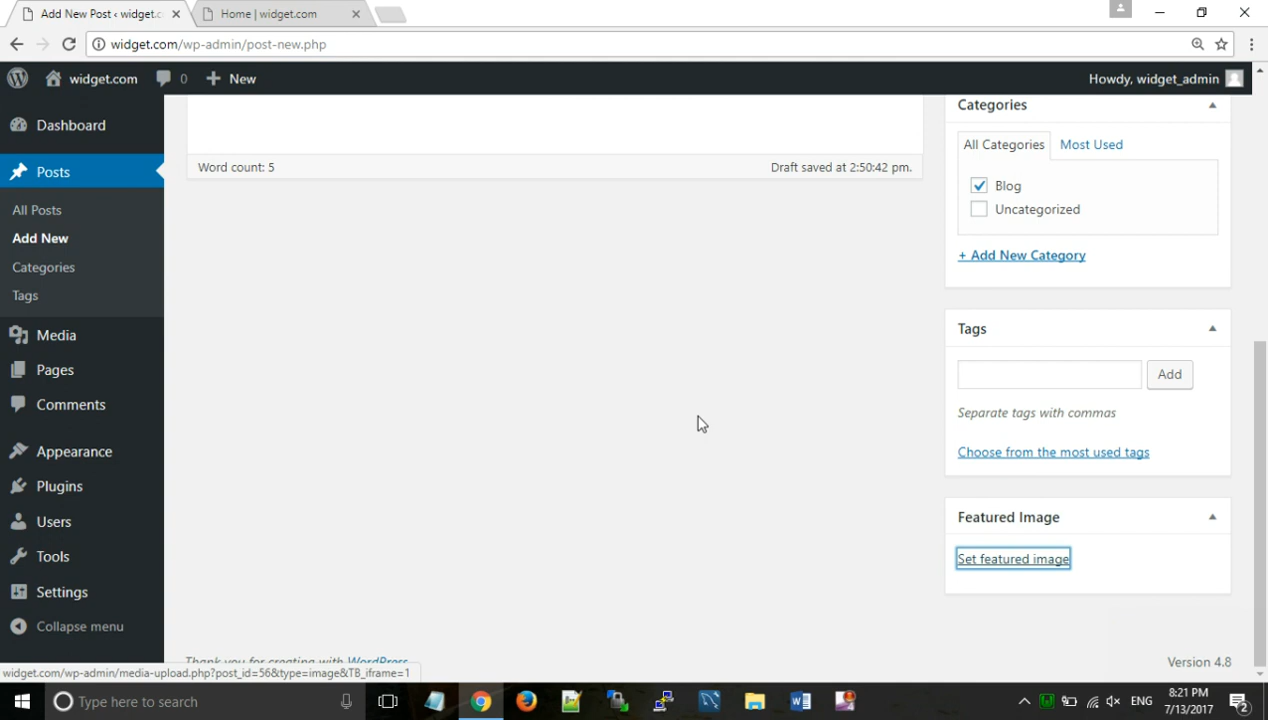 Add New Post ‹ widget.c
Home | widget.com
widget.com/wp-admin/post-new.php
widget.com
0
New
Howdy, widget_admin
Dashboard
Posts
All Posts
Add New
Categories
Tags
Media
Pages
Comments
Appearance
Plugins
Users
Tools
Settings
Collapse menu
Word count: 5
Draft saved at 2:50:42 pm.
Categories
All Categories
Most Used
Blog
Uncategorized
+ Add New Category
Tags
Add
Separate tags with commas
Choose from the most used tags
Featured Image
Set featured image
Thank you for creating with WordPress
Version 4.8
widget.com/wp-admin/media-upload.php?post_id=56&type=image&TB_iframe=1
Type here to search
ENG
8:21 PM
7/13/2017
2